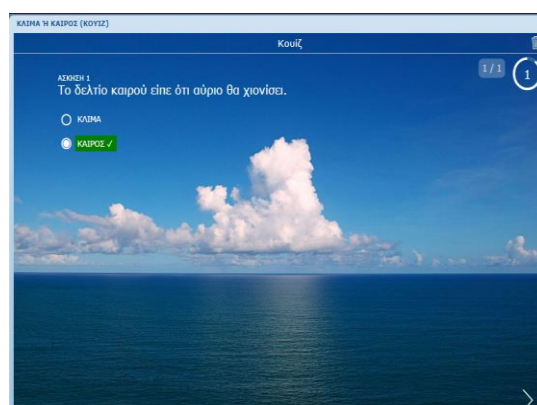 ΚΛΙΜΑ Ή ΚΑΙΡΟΣ (ΚΟΥΙΖ)
Κουίζ
1 / 1
1
ΑΣΚΗΣΗ 1
Το δελτίο καιρού είπε ότι αύριο θα χιονίσει.
ΚΛΙΜΑ
ΚΑΙΡΟΣ ✓